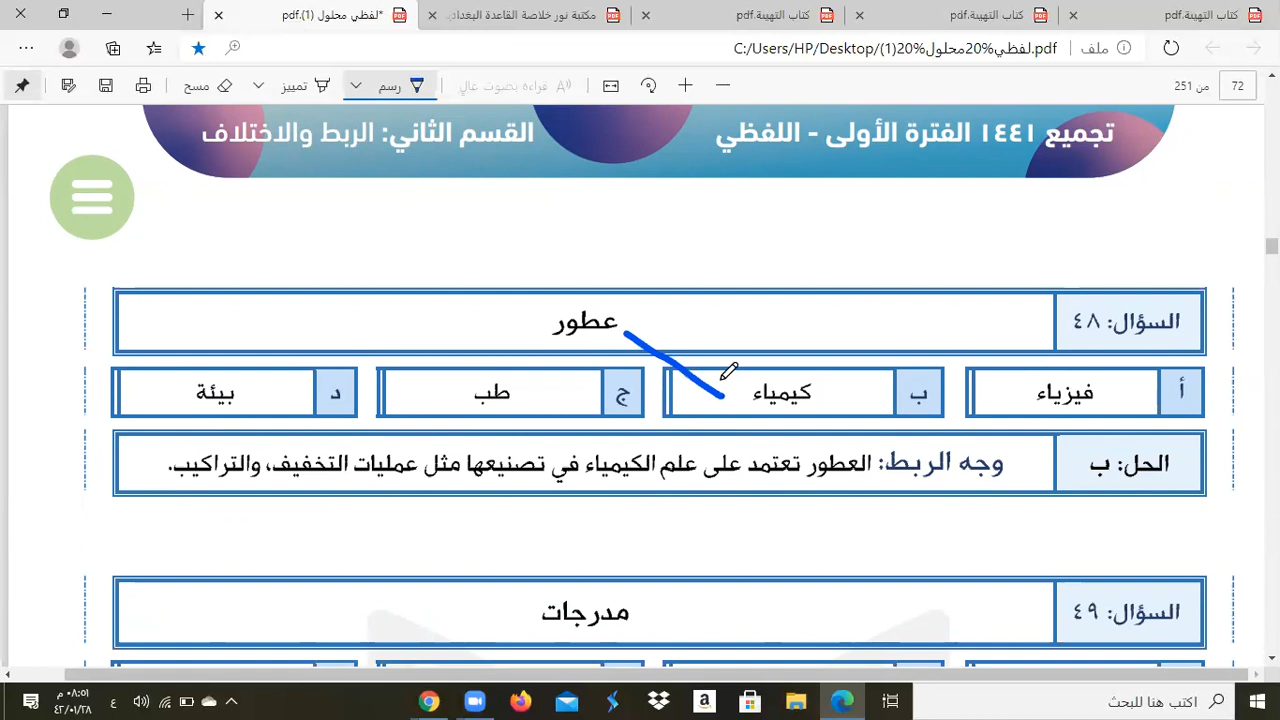 *لفظي محلول (1).pdf
مكتبة نور خلاصة القاعدة البغدادي
كتاب التهيئة.pdf
كتاب التهيئة.pdf
كتاب التهيئة.pdf
ملف
C:/Users/HP/Desktop/لفظي%20محلول%20(1).pdf
72
من 251
قراءة بصوت عالٍ
رسم
تمييز
مسح
تجميع ١٤٤١ الفترة الأولى - اللفظي
القسم الثاني: الربط والاختلاف
السؤال: ٤٨
عطور
أ فيزياء
ب كيمياء
ج طب
د بيئة
الحل: ب
وجه الربط: العطور تعتمد على علم الكيمياء في تصنيعها مثل عمليات التخفيف، والتراكيب.
السؤال: ٤٩
مدرجات
اكتب هنا للبحث
ع
٠٨:٥١ م
٤٢/٠١/٢٨